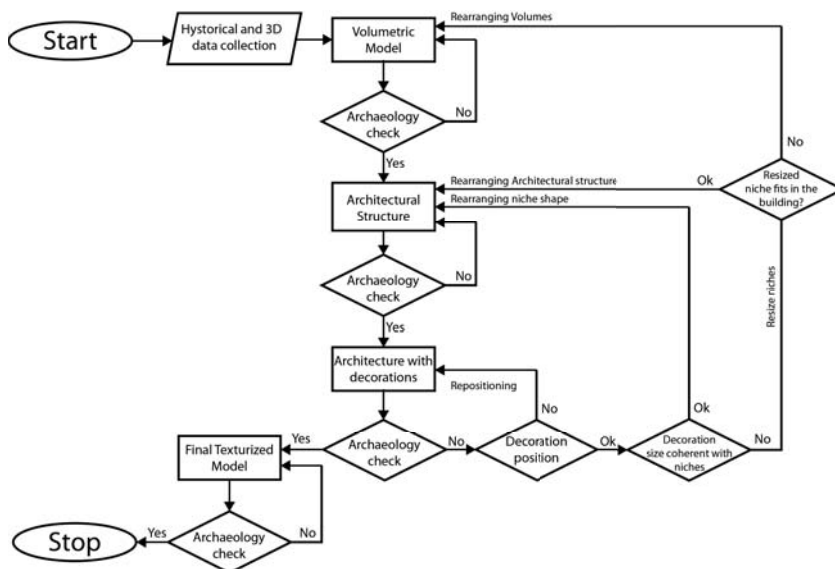 Start
Hystorical and 3D
data collection
Volumetric
Model
Rearranging Volumes
Archaeology
check
No
Yes
No
Rearranging Architectural structure
Ok
Resized
niche fits in the
building?
Architectural
Structure
Rearranging niche shape
Archaeology
check
No
Yes
Resize niches
Architecture with
decorations
Repositioning
No
Ok
Final Texturized
Model
Yes
Archaeology
check
No
Decoration
position
Ok
Decoration
size coherent with
niches
No
Stop
Yes
Archaeology
check
No